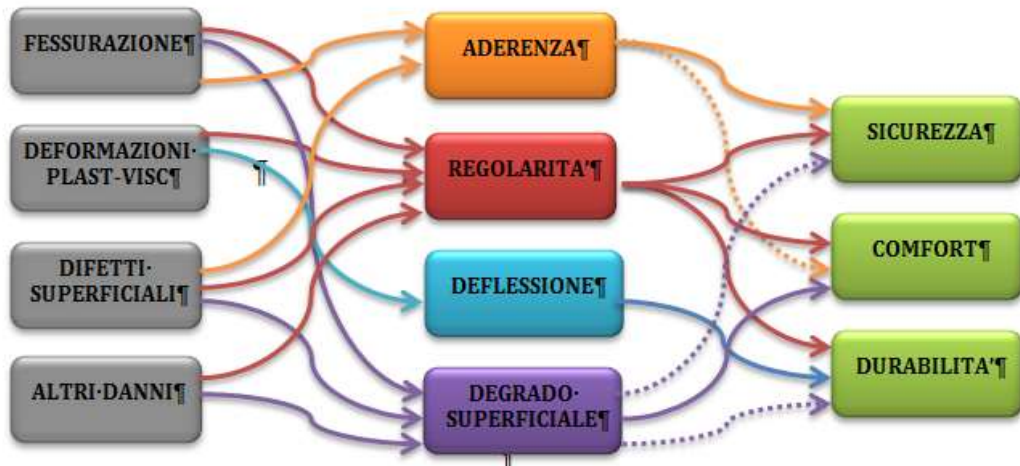 FESSURAZIONE¶
DEFORMAZIONI·
PLAST-VISC¶
¶
DIFETTI·
SUPERFICIALI¶
ALTRI·DANNI¶
ADERENZA¶
REGOLARITA’¶
DEFLESSIONE¶
DEGRADO·
SUPERFICIALE¶
¶
SICUREZZA¶
COMFORT¶
DURABILITA’¶